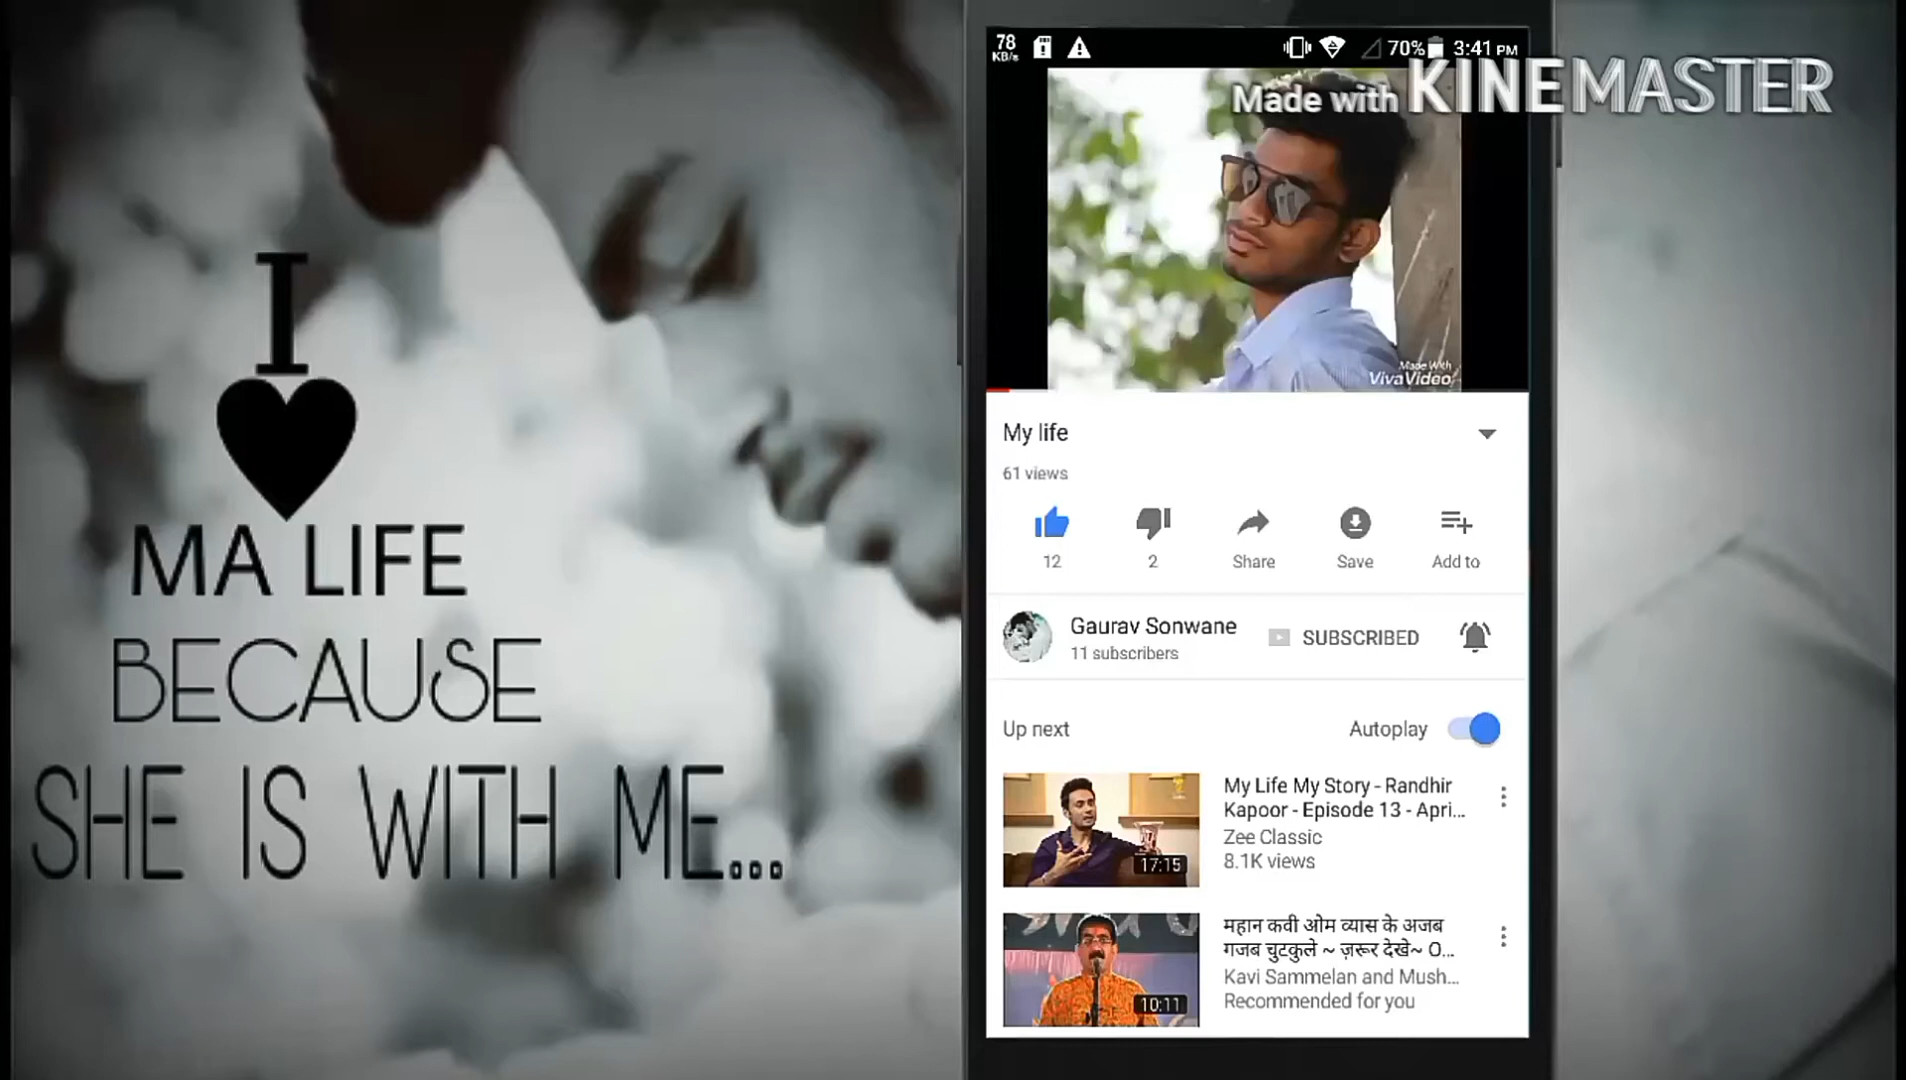 I
MA LIFE
BECAUSE
SHE IS WITH ME...
78
KB/s
70%
3:41 PM
Made with KINEMASTER
Made With
VivaVideo
My life
61 views
12
2
Share
Save
Add to
Gaurav Sonwane
11 subscribers
SUBSCRIBED
Up next
Autoplay
My Life My Story - Randhir
Kapoor - Episode 13 - Apri...
Zee Classic
8.1K views
17:15
महान कवी ओम व्यास के अजब
गजब चुटकुले ~ ज़रूर देखे~ O...
Kavi Sammelan and Mush...
Recommended for you
10:11